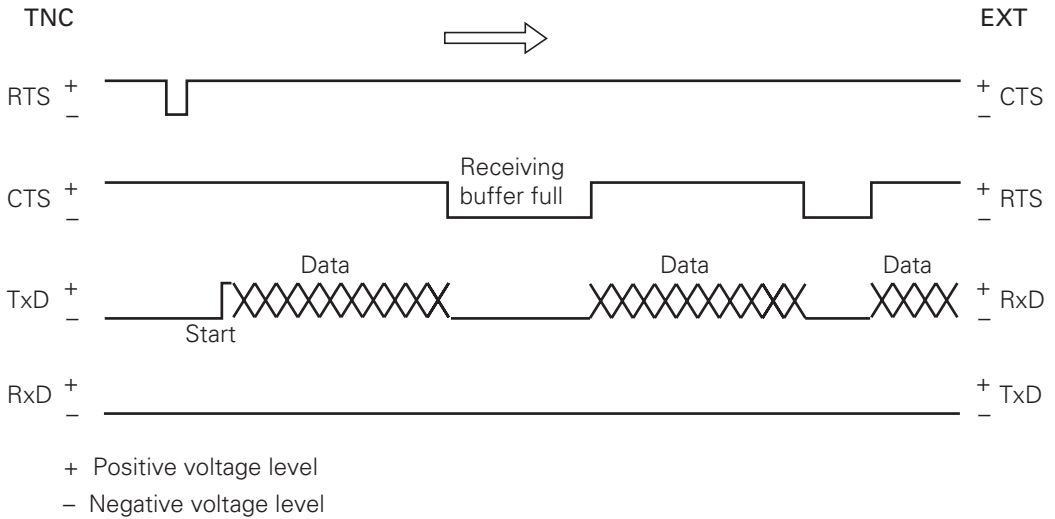 TNC EXT
RTS + – + – CTS
Receiving
buffer full
CTS + – + – RTS
Data Data Data
TxD + – + – RxD
Start
RxD + – + – TxD
+ Positive voltage level
– Negative voltage level